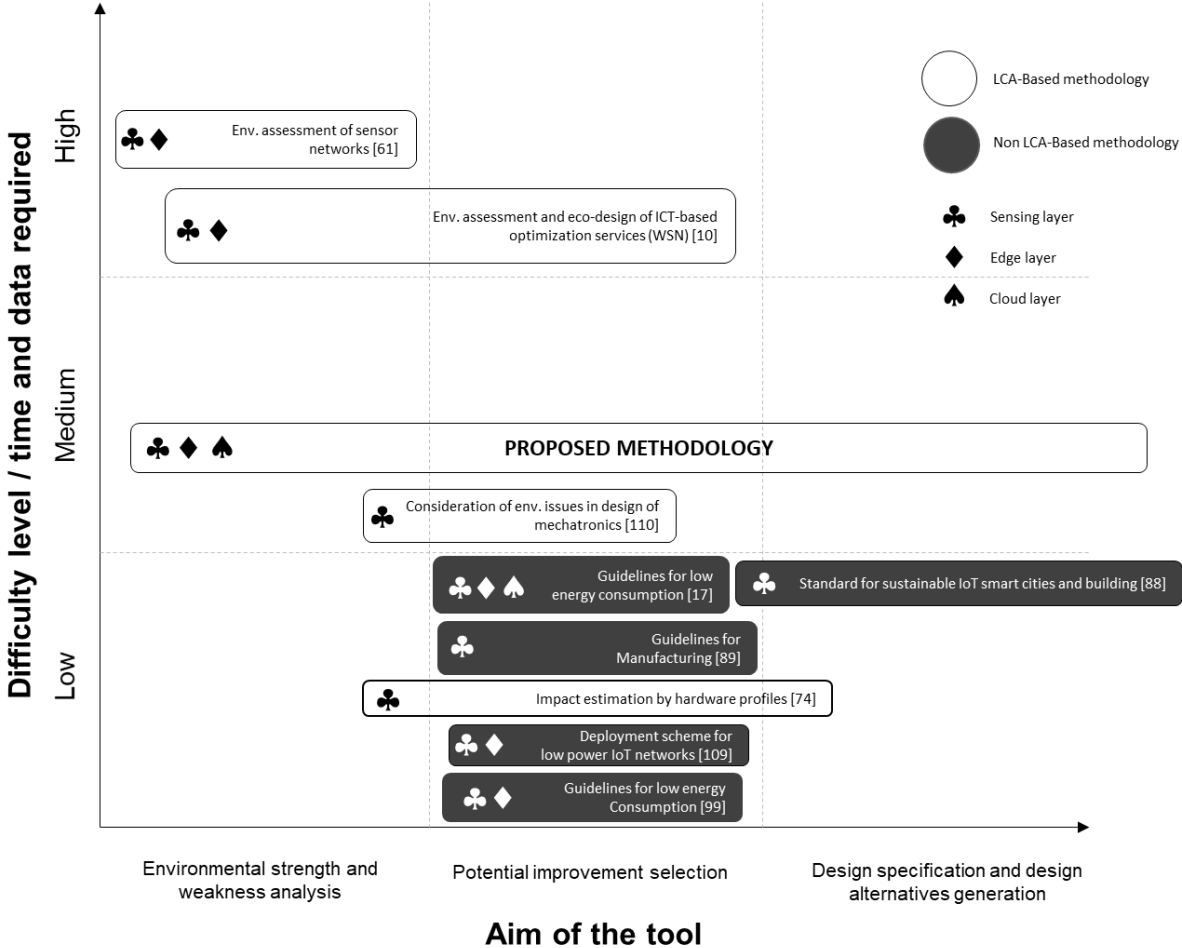 Difficulty level / time and data required
High
Medium
Low
LCA-Based methodology
Non LCA-Based methodology
Sensing layer
Edge layer
Cloud layer
Env. assessment of sensor
networks [61]
Env. assessment and eco-design of ICT-based
optimization services (WSN) [10]
PROPOSED METHODOLOGY
Consideration of env. issues in design of
mechatronics [110]
Guidelines for low
energy consumption [17]
Standard for sustainable IoT smart cities and building [88]
Guidelines for
Manufacturing [89]
Impact estimation by hardware profiles [74]
Deployment scheme for
low power IoT networks [109]
Guidelines for low energy
Consumption [99]
Environmental strength and
weakness analysis
Potential improvement selection
Design specification and design
alternatives generation
Aim of the tool